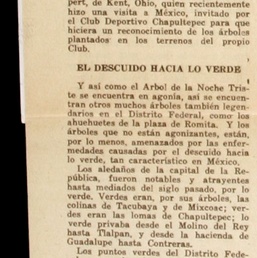 pert, de Kent, Ohio, quien recientemente
hizo una visita a México, invitado por
el Club Deportivo Chapultepec para que
hiciera un reconocimiento de los árboles
plantados en los terrenos del propio
Club.
EL DESCUIDO HACIA LO VERDE
Y así como el Arbol de la Noche Tris-
te se encuentra en agonía, asi se encuen-
tran otros muchos árboles también legen-
darios en el Distrito Federal, como los
ahuehuetes de la plaza de Romita. Y los
árboles que no están agonizantes, están,
por lo menos, amenazados por las enfer-
medades causadas por el descuido hacia
lo verde, tan característico en México.
Los aledaños de la capital de la Re-
pública, fueron notables y atrayentes
hasta mediados del siglo pasado, por lo
verde. Verdes eran, por sus árboles, las
colinas de Tacubaya y de Mixcoac; ver-
des eran las lomas de Chapultepec; lo
verde privaba desde el Molino del Rey
hasta Tlalpan, y desde la hacienda de
Guadalupe hasta Contreras.
Los puntos verdes del Distrito Fede-